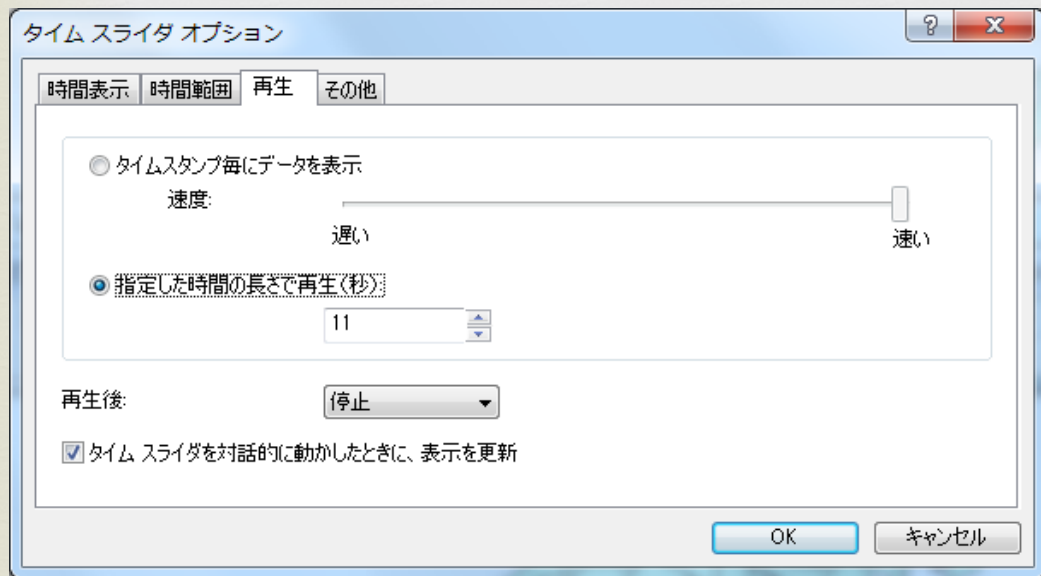 タイム スライダ オプション
時間表示 時間範囲 再生 その他
タイムスタンプ毎にデータを表示
速度:
遅い 速い
指定した時間の長さで再生(秒):
11
再生後: 停止
タイム スライダを対話的に動かしたときに、表示を更新
OK キャンセル